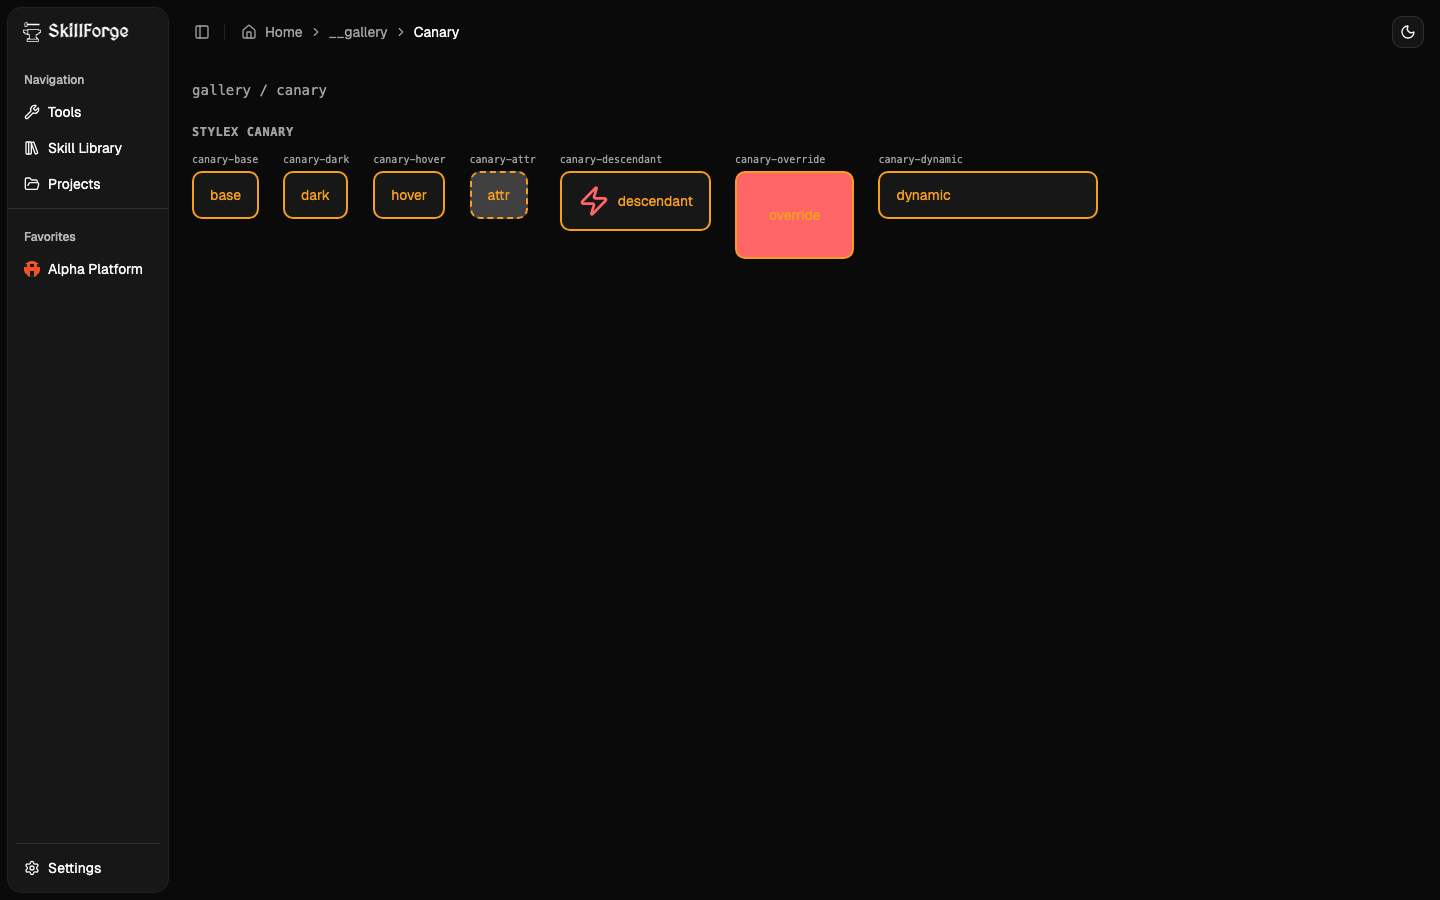 SkillForge
Home > __gallery > Canary
Navigation
Tools
Skill Library
Projects
Favorites
Alpha Platform
Settings
gallery / canary
STYLEX CANARY
canary-base canary-dark canary-hover canary-attr canary-descendant canary-override canary-dynamic
base dark hover attr descendant override dynamic